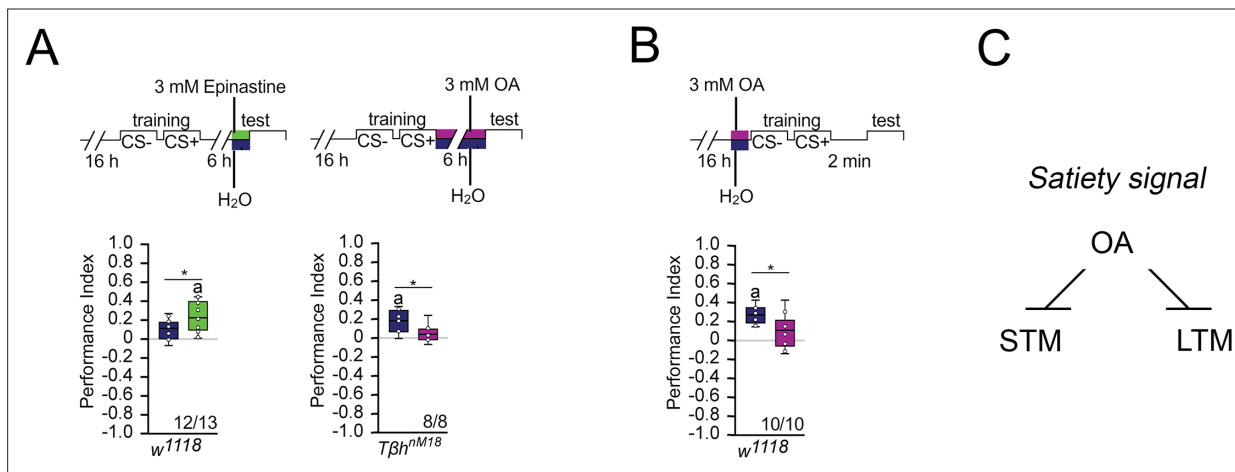 A
3 mM Epinastine
training
test
CS- CS+
16 h
6 h
H2O
1.0
0.8
0.6
0.4
0.2
0
-0.2
-0.4
-0.6
-0.8
-1.0
Performance Index
*
a
12/13
w1118
3 mM OA
training
test
CS- CS+
16 h
6 h
H2O
1.0
0.8
0.6
0.4
0.2
0
-0.2
-0.4
-0.6
-0.8
-1.0
Performance Index
*
a
8/8
TβhnM18
B
3 mM OA
training
test
CS- CS+
16 h
2 min
H2O
1.0
0.8
0.6
0.4
0.2
0
-0.2
-0.4
-0.6
-0.8
-1.0
Performance Index
*
a
10/10
w1118
C
Satiety signal
OA
STM LTM